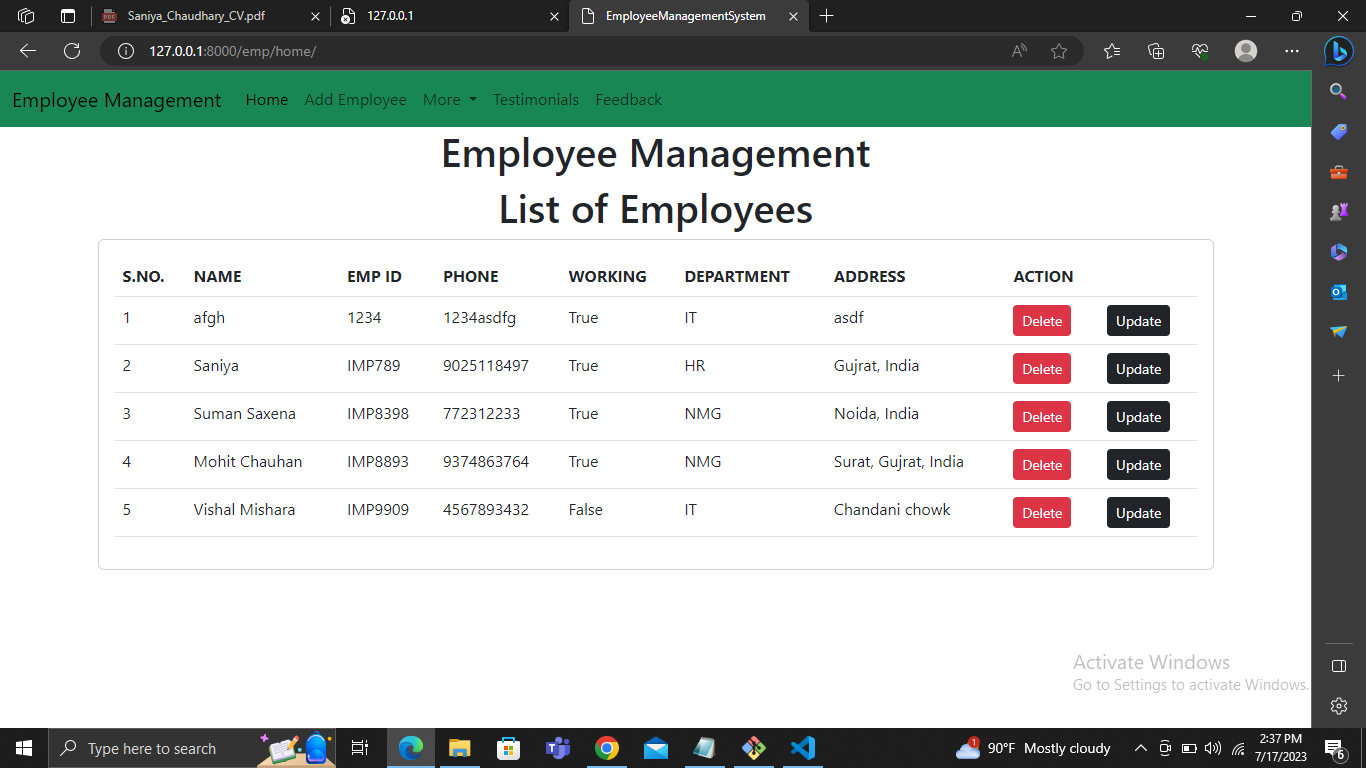 Saniya_Chaudhary_CV.pdf 127.0.0.1 EmployeeManagementSystem
127.0.0.1:8000/emp/home/
Employee Management Home Add Employee More Testimonials Feedback
Employee Management
List of Employees
S.NO. NAME EMP ID PHONE WORKING DEPARTMENT ADDRESS ACTION
1 afgh 1234 1234asdfg True IT asdf Delete Update
2 Saniya IMP789 9025118497 True HR Gujrat, India Delete Update
3 Suman Saxena IMP8398 772312233 True NMG Noida, India Delete Update
4 Mohit Chauhan IMP8893 9374863764 True NMG Surat, Gujrat, India Delete Update
5 Vishal Mishara IMP9909 4567893432 False IT Chandani chowk Delete Update
Activate Windows
Go to Settings to activate Windows.
Type here to search 1 90°F Mostly cloudy 2:37 PM
7/17/2023 6